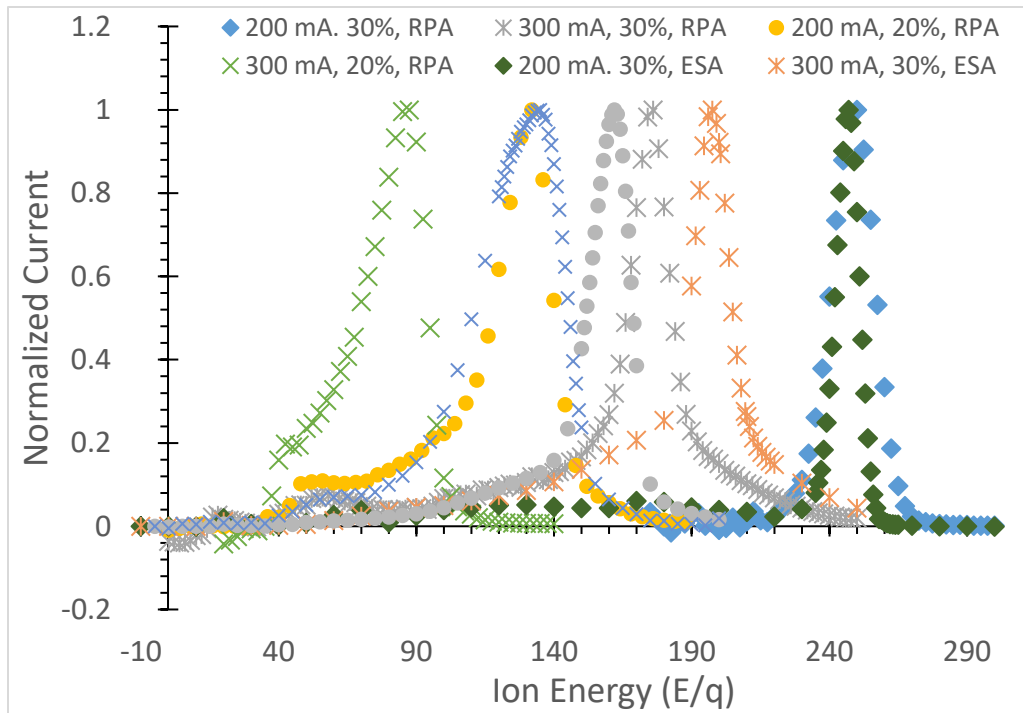 1.2
200 mA. 30%, RPA 300 mA, 30%, RPA 200 mA, 20%, RPA
300 mA, 20%, RPA 200 mA. 30%, ESA 300 mA, 30%, ESA
1
0.8
0.6
0.4
0.2
0
-0.2
Normalized Current
-10 40 90 140 190 240 290
Ion Energy (E/q)